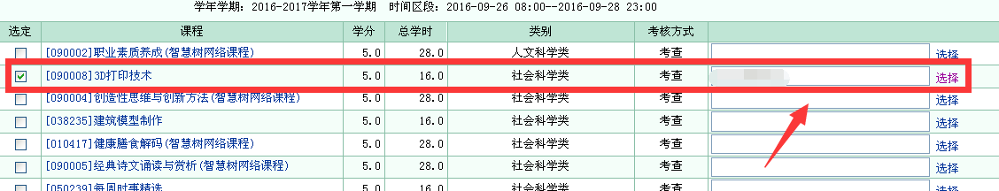 学年学期：2016-2017学年第一学期 时间区段：2016-09-26 08:00--2016-09-28 23:00
选定 课程 学分 总学时 类别 考核方式
[090002]职业素质养成(智慧树网络课程) 5.0 28.0 人文科学类 考查 选择
[090008]3D打印技术 5.0 16.0 社会科学类 考查 选择
[090004]创造性思维与创新方法(智慧树网络课程) 5.0 28.0 社会科学类 考查 选择
[038235]建筑模型制作 5.0 16.0 社会科学类 考查 选择
[010417]健康膳食解码(智慧树网络课程) 5.0 28.0 社会科学类 考查 选择
[090005]经典诗文诵读与赏析(智慧树网络课程) 5.0 28.0 社会科学类 考查 选择
[050239]每周时事精选 5.0 16.0 社会科学类 考查 选择